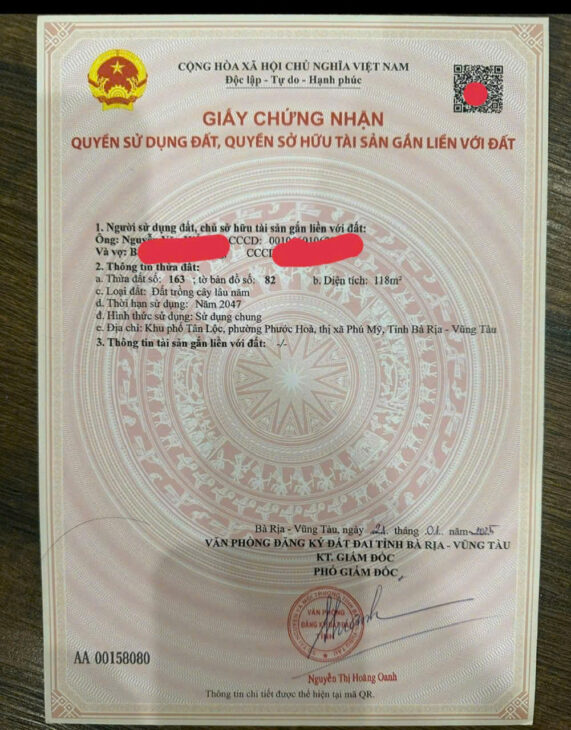 CỘNG HÒA XÃ HỘI CHỦ NGHĨA VIỆT NAM
Độc lập - Tự do - Hạnh phúc
GIẤY CHỨNG NHẬN
QUYỀN SỬ DỤNG ĐẤT, QUYỀN SỞ HỮU TÀI SẢN GẮN LIỀN VỚI ĐẤT
1. Người sử dụng đất, chủ sở hữu tài sản gắn liền với đất:
Ông: CCCD:
Và vợ:
2. Thông tin thửa đất:
a. Thửa đất số: 163 ; tờ bản đồ số: 82 b. Diện tích: 118m²
c. Loại đất: Đất trồng cây lâu năm
d. Thời hạn sử dụng: Năm 2047
đ. Hình thức sử dụng: Sử dụng chung
e. Địa chỉ: Khu phố Tân Lộc, phường Phước Hoà, thị xã Phú Mỹ, Tỉnh Bà Rịa - Vũng Tàu
3. Thông tin tài sản gắn liền với đất: -/-
Bà Rịa - Vũng Tàu, ngày 21 tháng 01 năm 2025
VĂN PHÒNG ĐĂNG KÝ ĐẤT ĐAI TỈNH BÀ RỊA - VŨNG TÀU
KT. GIÁM ĐỐC
PHÓ GIÁM ĐỐC
VĂN PHÒNG
Nguyễn Thị Hoàng Oanh
AA 00158080
Thông tin chi tiết được thể hiện tại mã QR.